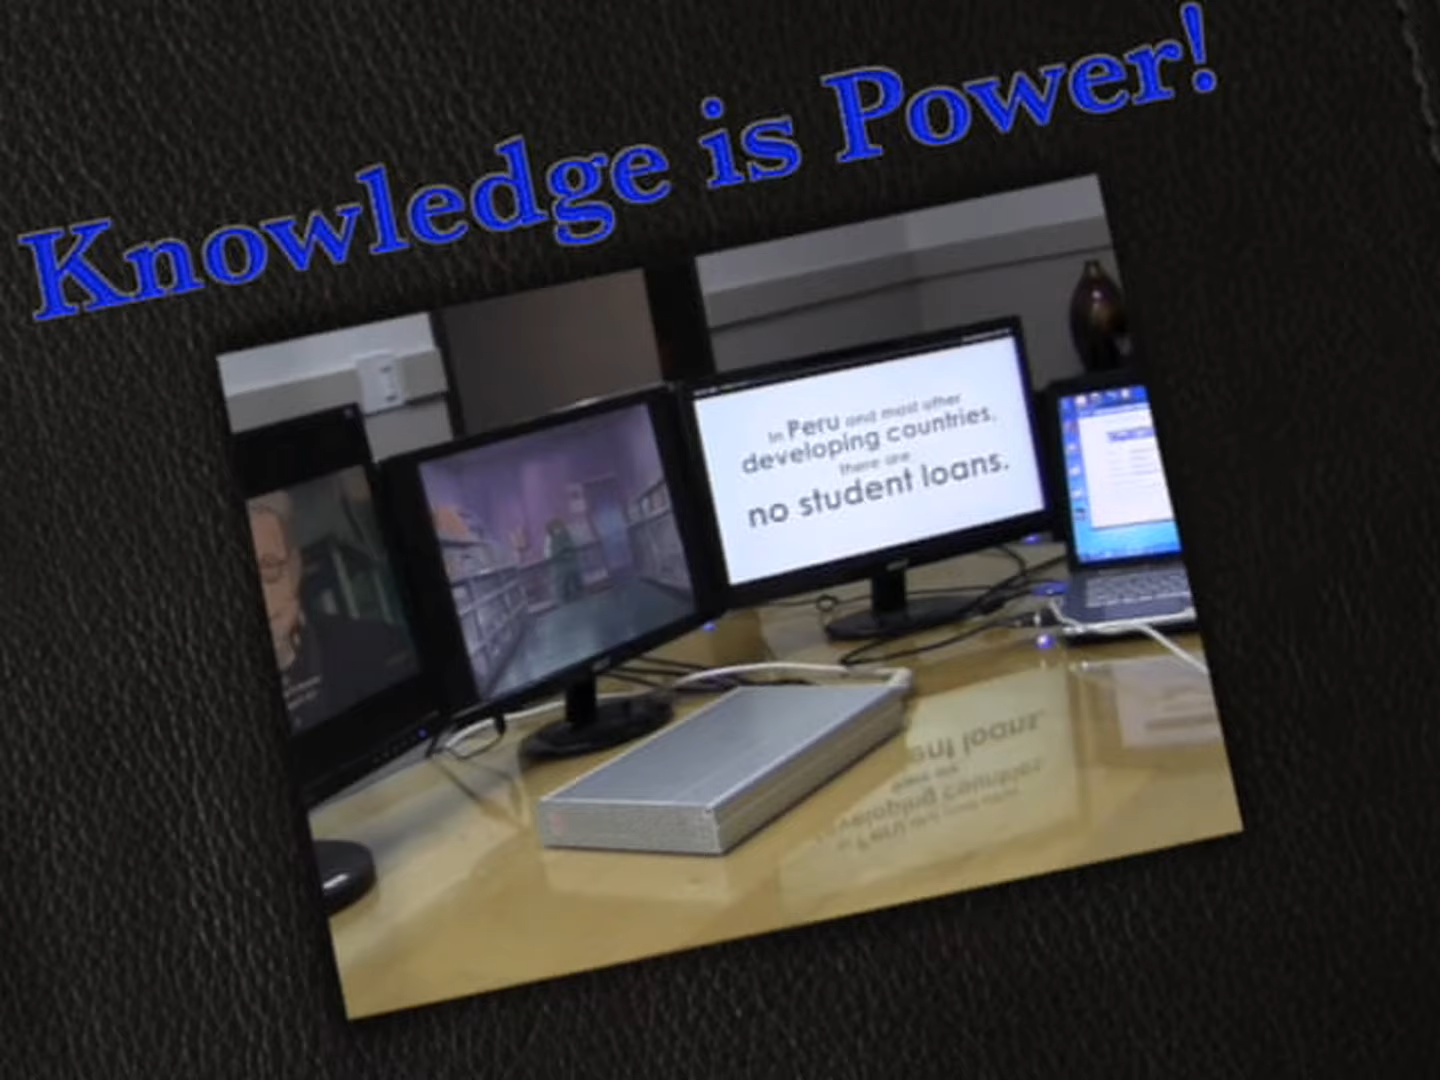 Knowledge is Power!
In Peru and most other
developing countries,
there are
no student loans.